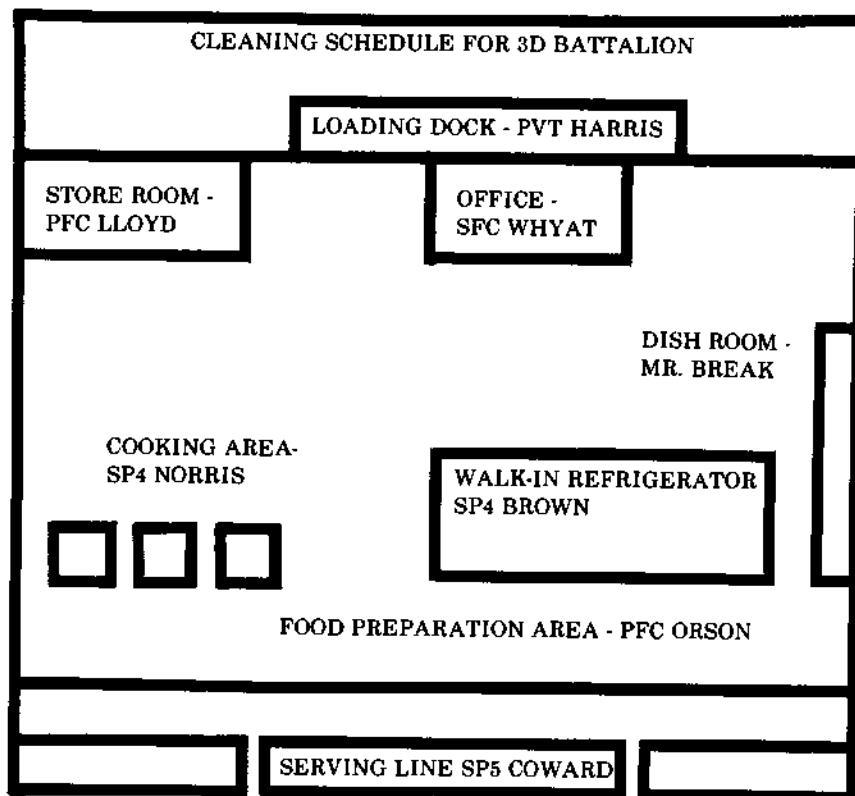 CLEANING SCHEDULE FOR 3D BATTALION
LOADING DOCK - PVT HARRIS
STORE ROOM -
PFC LLOYD
OFFICE -
SFC WHYAT
DISH ROOM -
MR. BREAK
COOKING AREA-
SP4 NORRIS
WALK-IN REFRIGERATOR
SP4 BROWN
FOOD PREPARATION AREA - PFC ORSON
SERVING LINE SP5 COWARD